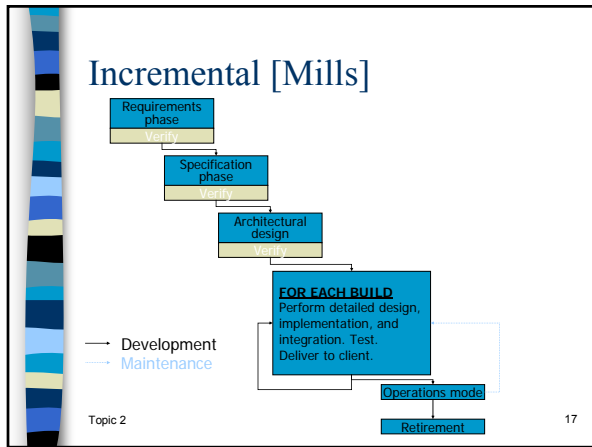 Incremental [Mills]
Requirements
phase
Verify
Specification
phase
Verify
Architectural
design
Verify
FOR EACH BUILD
Perform detailed design,
implementation, and
integration. Test.
Deliver to client.
Development
Maintenance
Operations mode
Retirement
Topic 2
17